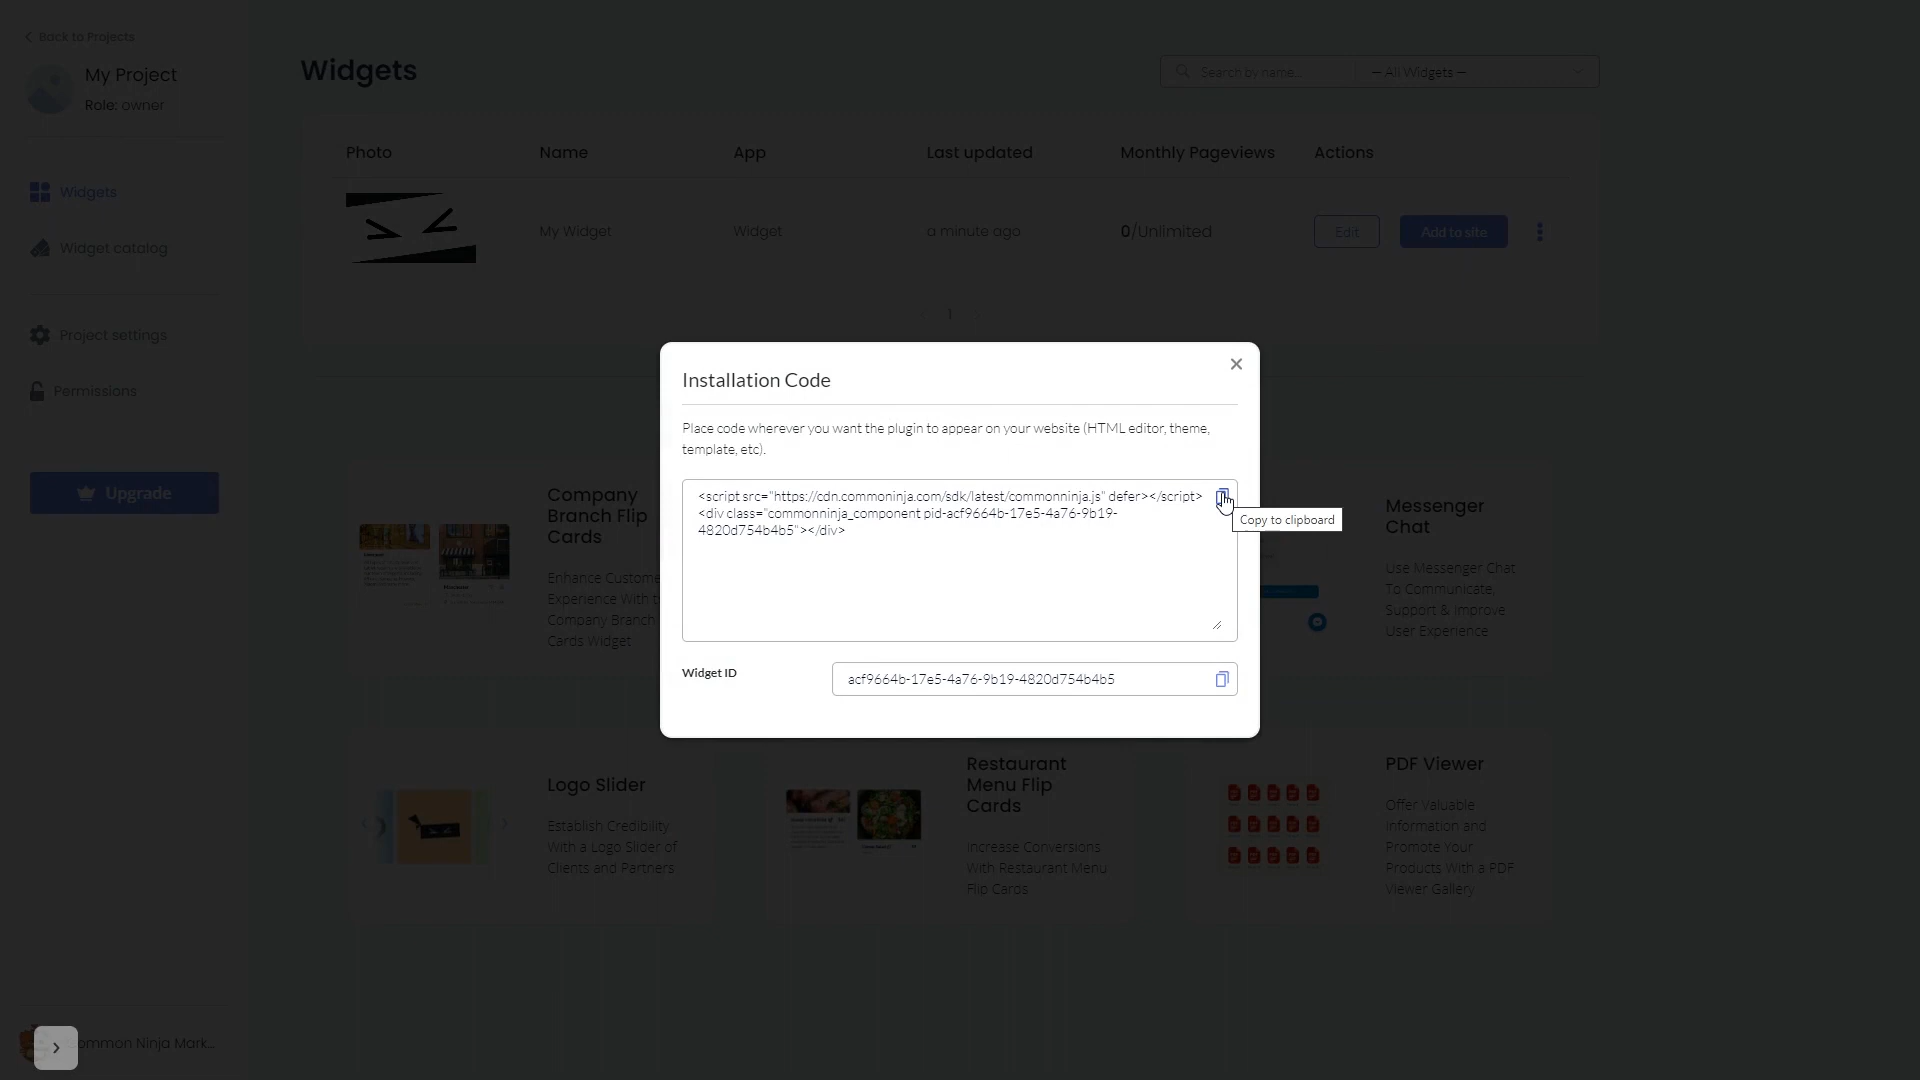 Back to Projects
My Project
Role: owner
Widgets
Widget catalog
Project settings
Permissions
Upgrade
Widgets
Search by name...
— All Widgets —
Photo
Name
App
Last updated
Monthly Pageviews
Actions
My Widget
Widget
a minute ago
0/Unlimited
Edit
Add to site
1
Installation Code
Place code wherever you want the plugin to appear on your website (HTML editor, theme,
template, etc).
<script src="https://cdn.commoninja.com/sdk/latest/commonninja.js" defer></script>
<div class="commonninja_component pid-acf9664b-17e5-4a76-9b19-
4820d754b4b5"></div>
Copy to clipboard
Widget ID
acf9664b-17e5-4a76-9b19-4820d754b4b5
Company
Branch Flip
Cards
Enhance Custome
Experience With
Company Branch
Cards Widget
Messenger
Chat
Use Messenger Chat
To Communicate,
Support & Improve
User Experience
Logo Slider
Establish Credibility
With a Logo Slider of
Clients and Partners
Restaurant
Menu Flip
Cards
Increase Conversions
With Restaurant Menu
Flip Cards
PDF Viewer
Offer Valuable
Information and
Promote Your
Products With a PDF
Viewer Gallery
ommon Ninja Mark...